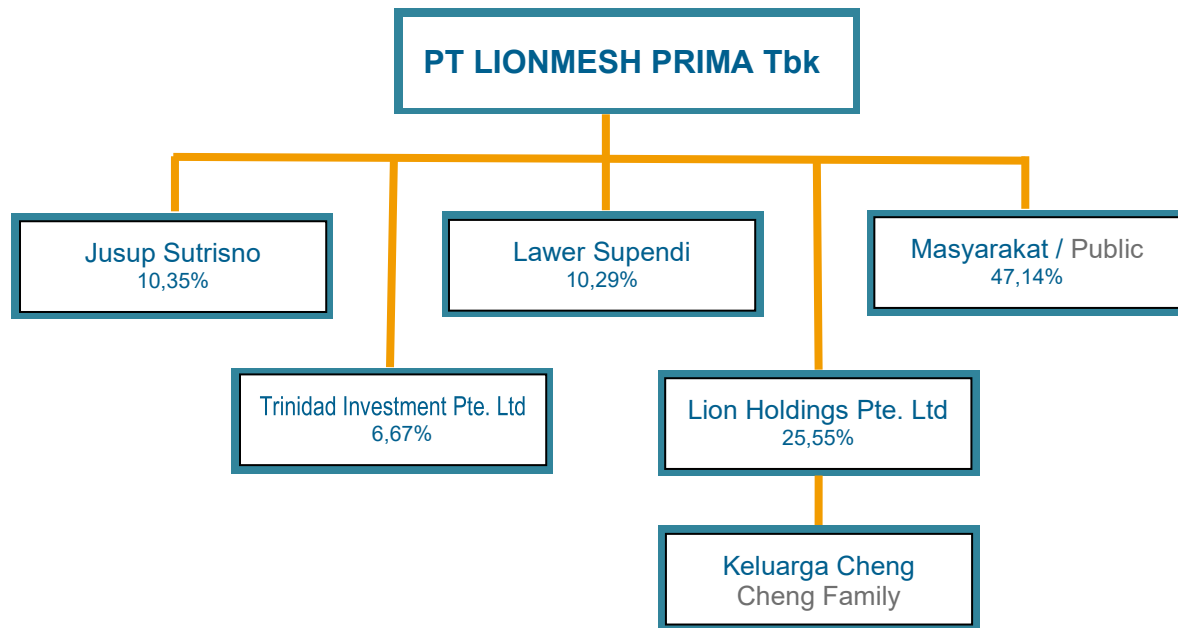 PT LIONMESH PRIMA Tbk
Jusup Sutrisno
10,35%
Lawer Supendi
10,29%
Masyarakat / Public
47,14%
Trinidad Investment Pte. Ltd
6,67%
Lion Holdings Pte. Ltd
25,55%
Keluarga Cheng
Cheng Family